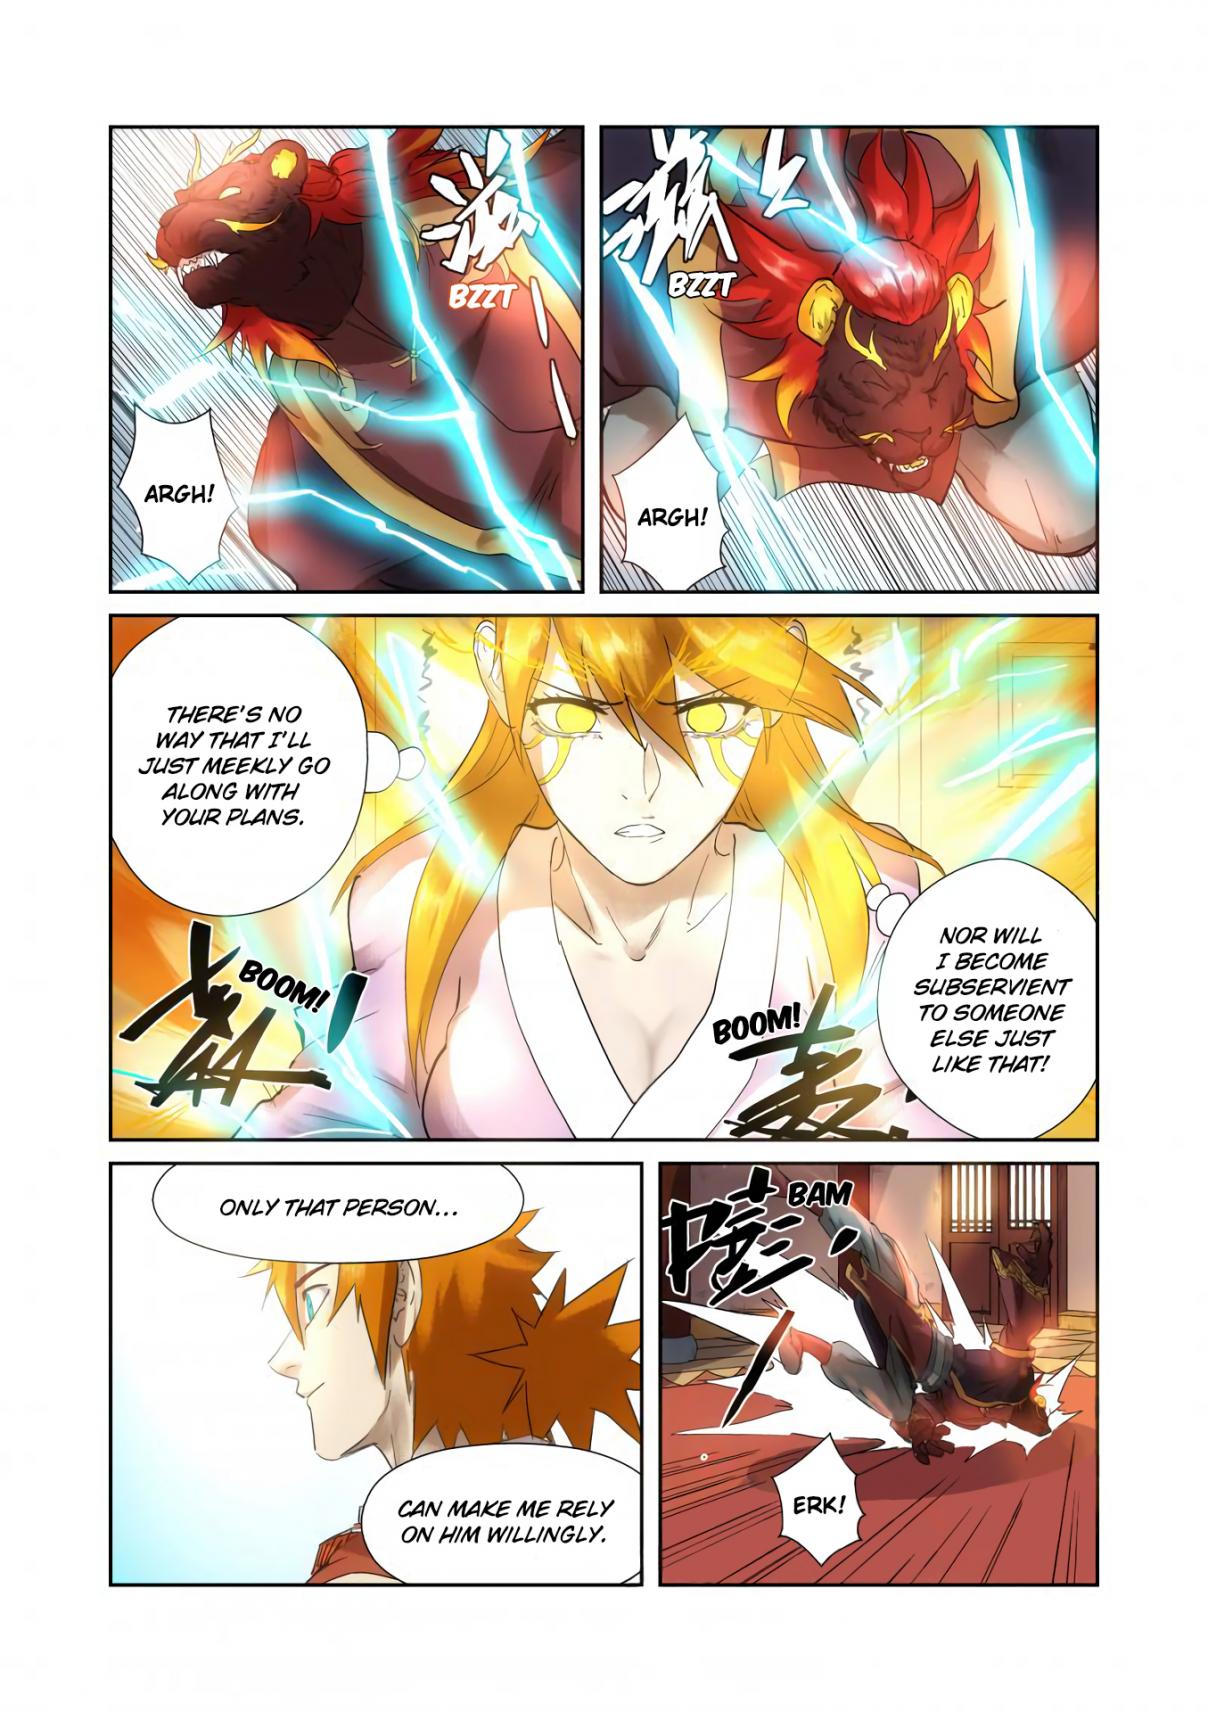 滋
BZZT
ARGH!
滋
BZZT
ARGH!
THERE'S NO
WAY THAT I'LL
JUST MEEKLY GO
ALONG WITH
YOUR PLANS.
BOOM!
BOOM!
NOR WILL
I BECOME
SUBSERVIENT
TO SOMEONE
ELSE JUST
LIKE THAT!
ONLY THAT PERSON...
CAN MAKE ME RELY
ON HIM WILLINGLY.
BAM
ERK!